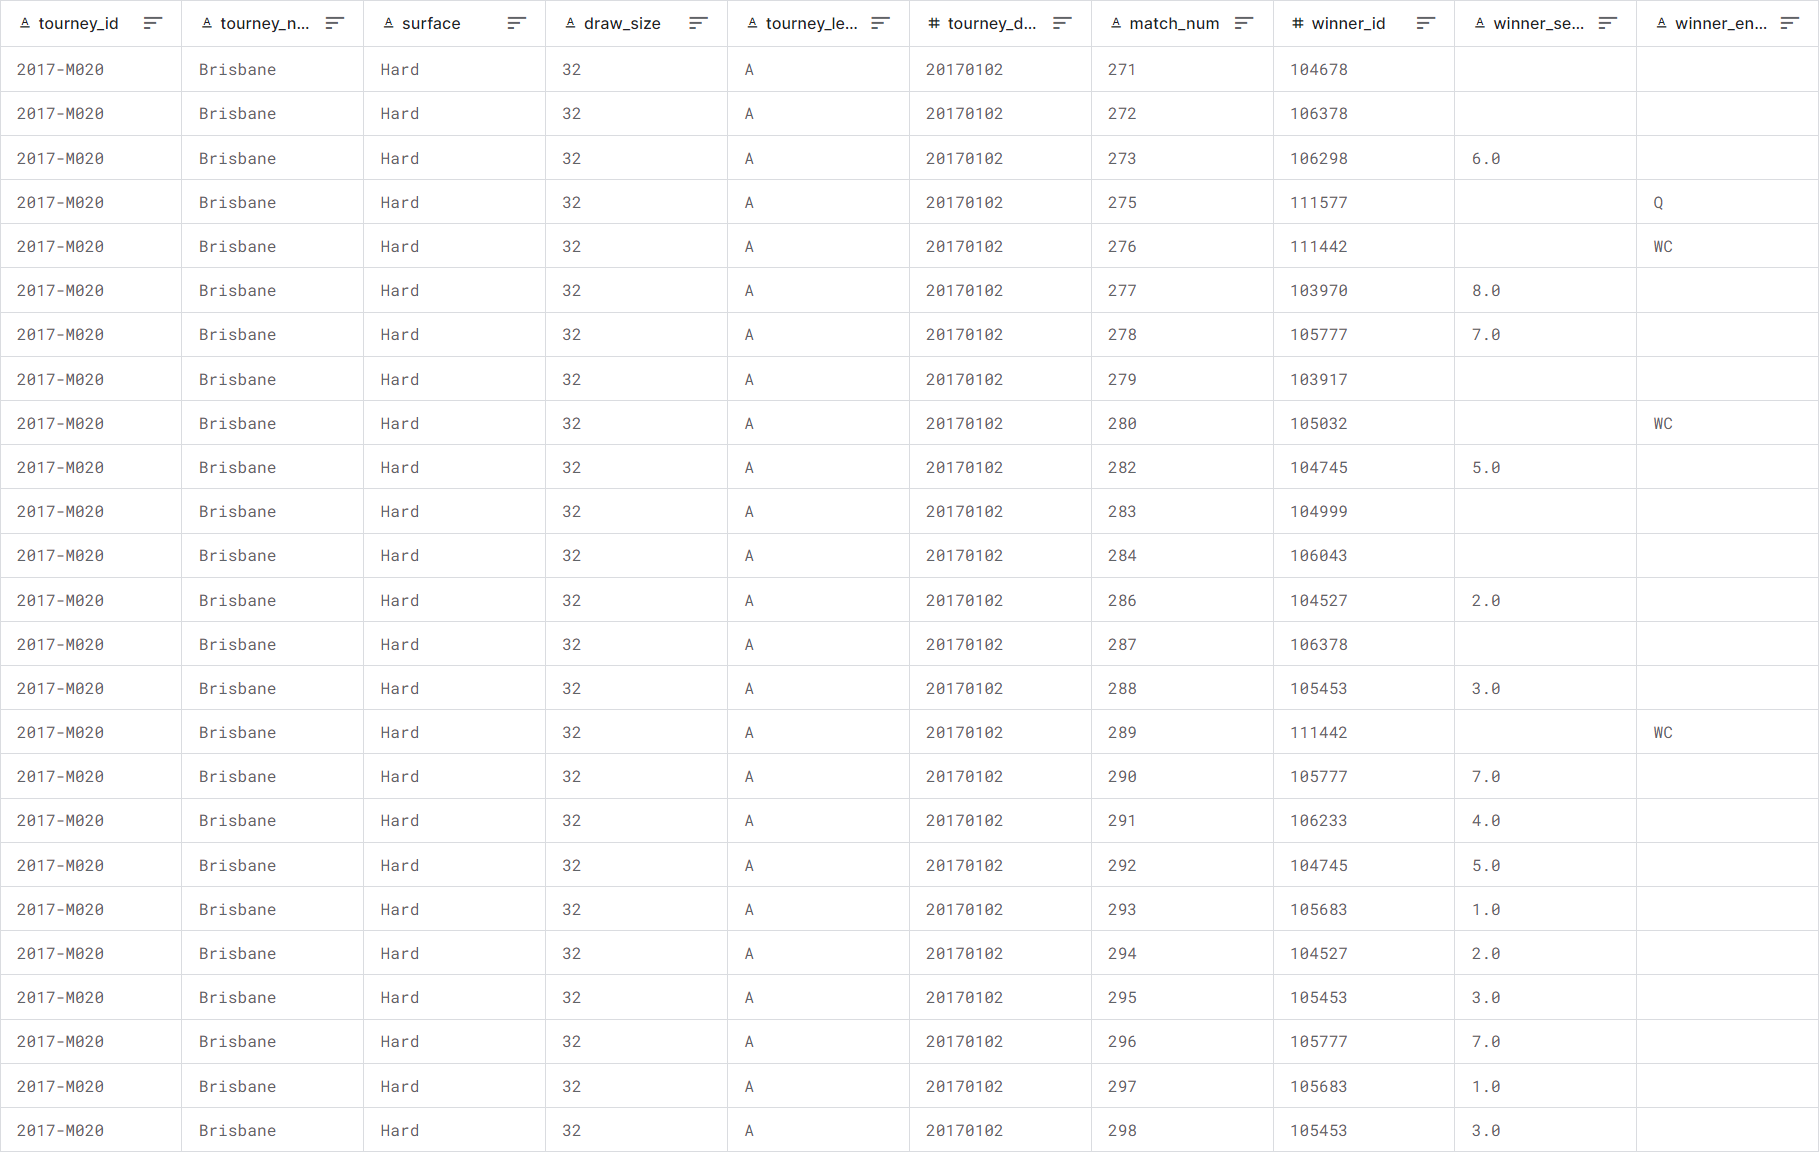 tourney_id tourney_n... surface draw_size tourney_le... tourney_d... match_num winner_id winner_se... winner_en...
2017-M020 Brisbane Hard 32 A 20170102 271 104678
2017-M020 Brisbane Hard 32 A 20170102 272 106378
2017-M020 Brisbane Hard 32 A 20170102 273 106298 6.0
2017-M020 Brisbane Hard 32 A 20170102 275 111577 Q
2017-M020 Brisbane Hard 32 A 20170102 276 111442 WC
2017-M020 Brisbane Hard 32 A 20170102 277 103970 8.0
2017-M020 Brisbane Hard 32 A 20170102 278 105777 7.0
2017-M020 Brisbane Hard 32 A 20170102 279 103917
2017-M020 Brisbane Hard 32 A 20170102 280 105032 WC
2017-M020 Brisbane Hard 32 A 20170102 282 104745 5.0
2017-M020 Brisbane Hard 32 A 20170102 283 104999
2017-M020 Brisbane Hard 32 A 20170102 284 106043
2017-M020 Brisbane Hard 32 A 20170102 286 104527 2.0
2017-M020 Brisbane Hard 32 A 20170102 287 106378
2017-M020 Brisbane Hard 32 A 20170102 288 105453 3.0
2017-M020 Brisbane Hard 32 A 20170102 289 111442 WC
2017-M020 Brisbane Hard 32 A 20170102 290 105777 7.0
2017-M020 Brisbane Hard 32 A 20170102 291 106233 4.0
2017-M020 Brisbane Hard 32 A 20170102 292 104745 5.0
2017-M020 Brisbane Hard 32 A 20170102 293 105683 1.0
2017-M020 Brisbane Hard 32 A 20170102 294 104527 2.0
2017-M020 Brisbane Hard 32 A 20170102 295 105453 3.0
2017-M020 Brisbane Hard 32 A 20170102 296 105777 7.0
2017-M020 Brisbane Hard 32 A 20170102 297 105683 1.0
2017-M020 Brisbane Hard 32 A 20170102 298 105453 3.0